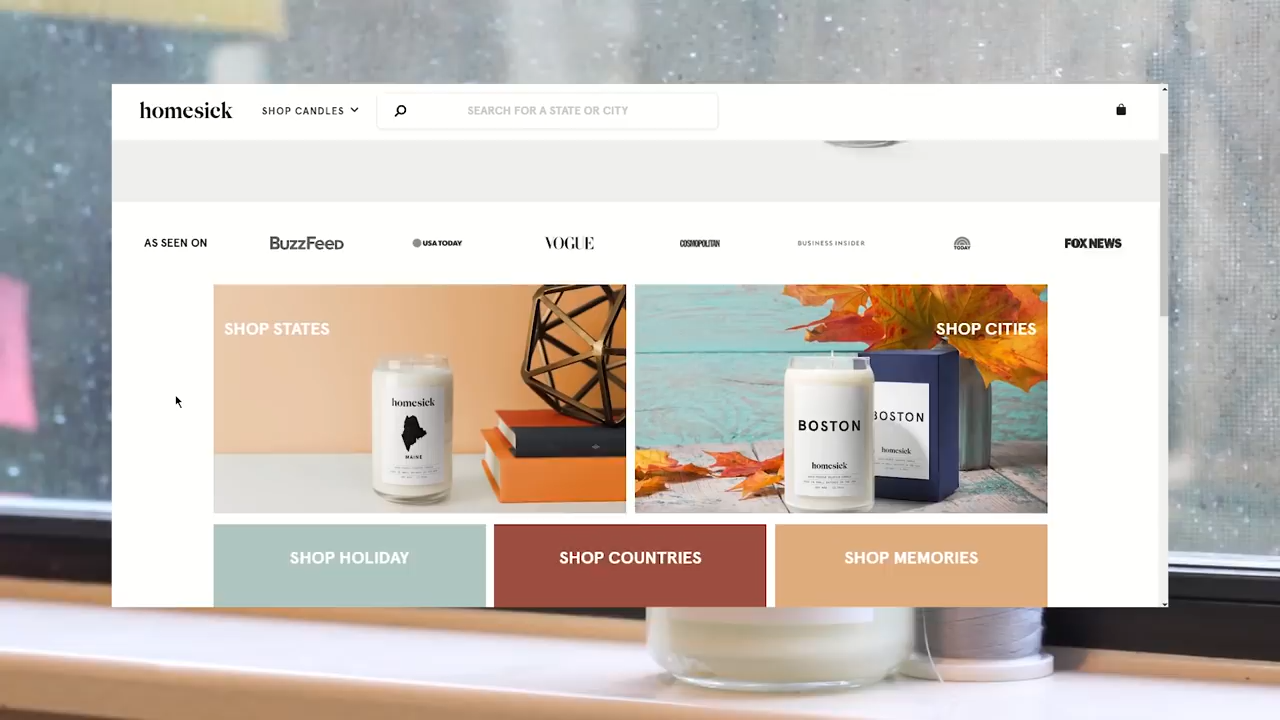 homesick
SHOP CANDLES
SEARCH FOR A STATE OR CITY
AS SEEN ON
BuzzFeed
USA TODAY
VOGUE
COSMOPOLITAN
BUSINESS INSIDER
TODAY
FOX NEWS
SHOP STATES
homesick
MAINE
SHOP CITIES
BOSTON
homesick
BOSTON
homesick
SHOP HOLIDAY
SHOP COUNTRIES
SHOP MEMORIES